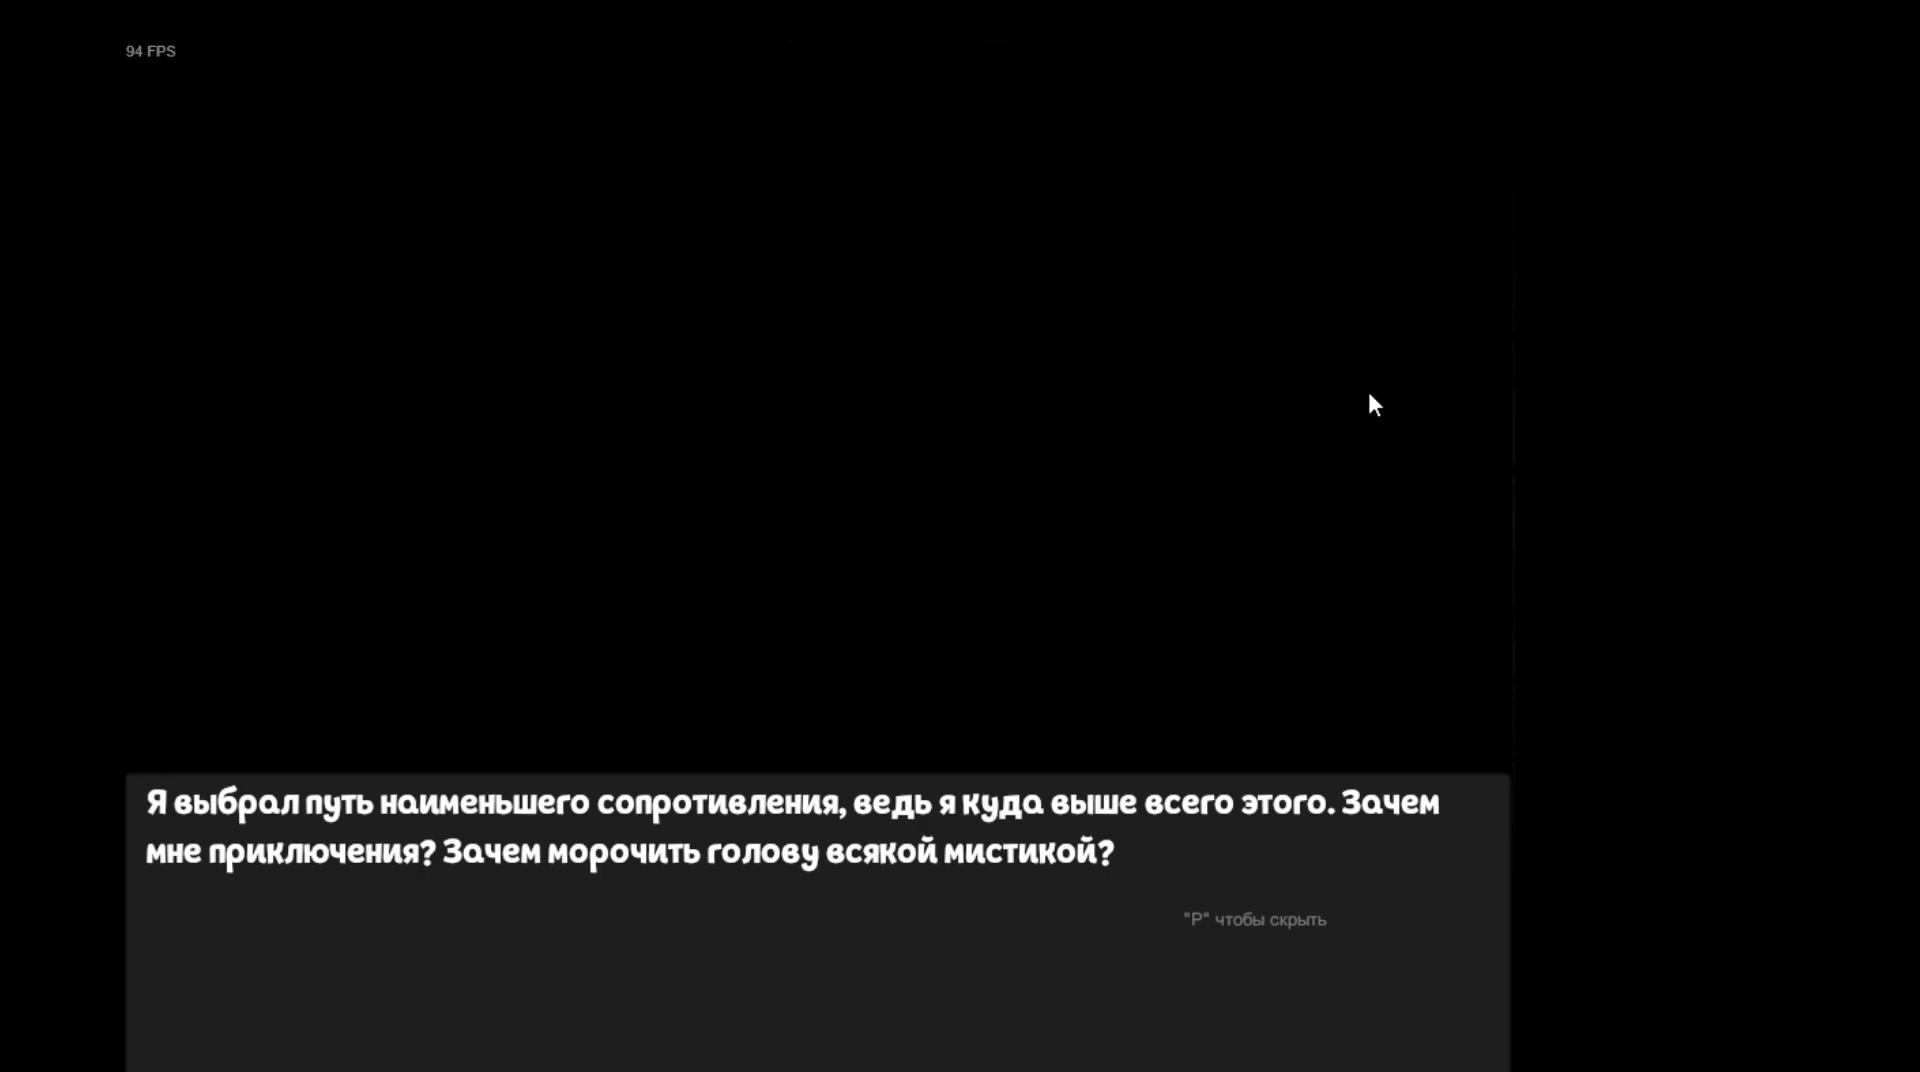 94 FPS
Я выбрал путь наименьшего сопротивления, ведь я куда выше всего этого. Зачем
мне приключения? Зачем морочить голову всякой мистикой?
"P" чтобы скрыть